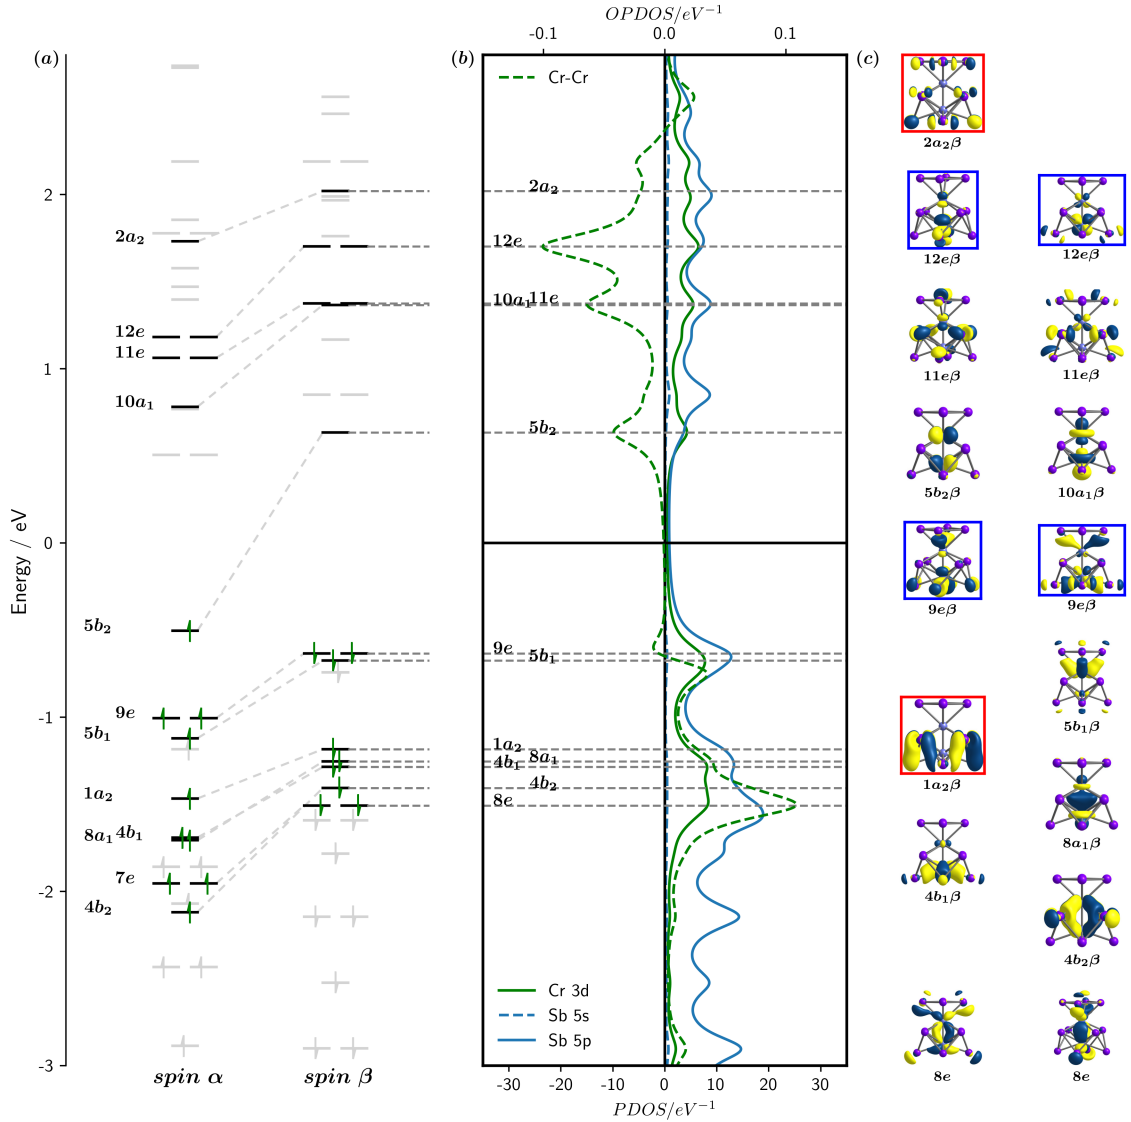 (a)
Energy / eV
2
1
0
-1
-2
-3
2a₂
12e
11e
10a₁
5b₂
9e
5b₁
1a₂
8a₁ 4b₁
7e
4b₂
spin α
spin β
(b)
OPDOS/eV⁻¹
-0.1
0.0
0.1
Cr-Cr
2a₂
12e
10a₁ 11e
5b₂
9e
5b₁
1a₂
8a₁
4b₁
4b₂
8e
Cr 3d
Sb 5s
Sb 5p
-30
-20
-10
0
10
20
30
PDOS/eV⁻¹
(c)
2a₂β
12eβ
12eβ
11eβ
11eβ
5b₂β
10a₁β
9eβ
9eβ
5b₁β
1a₂β
8a₁β
4b₁β
4b₂β
8e
8e